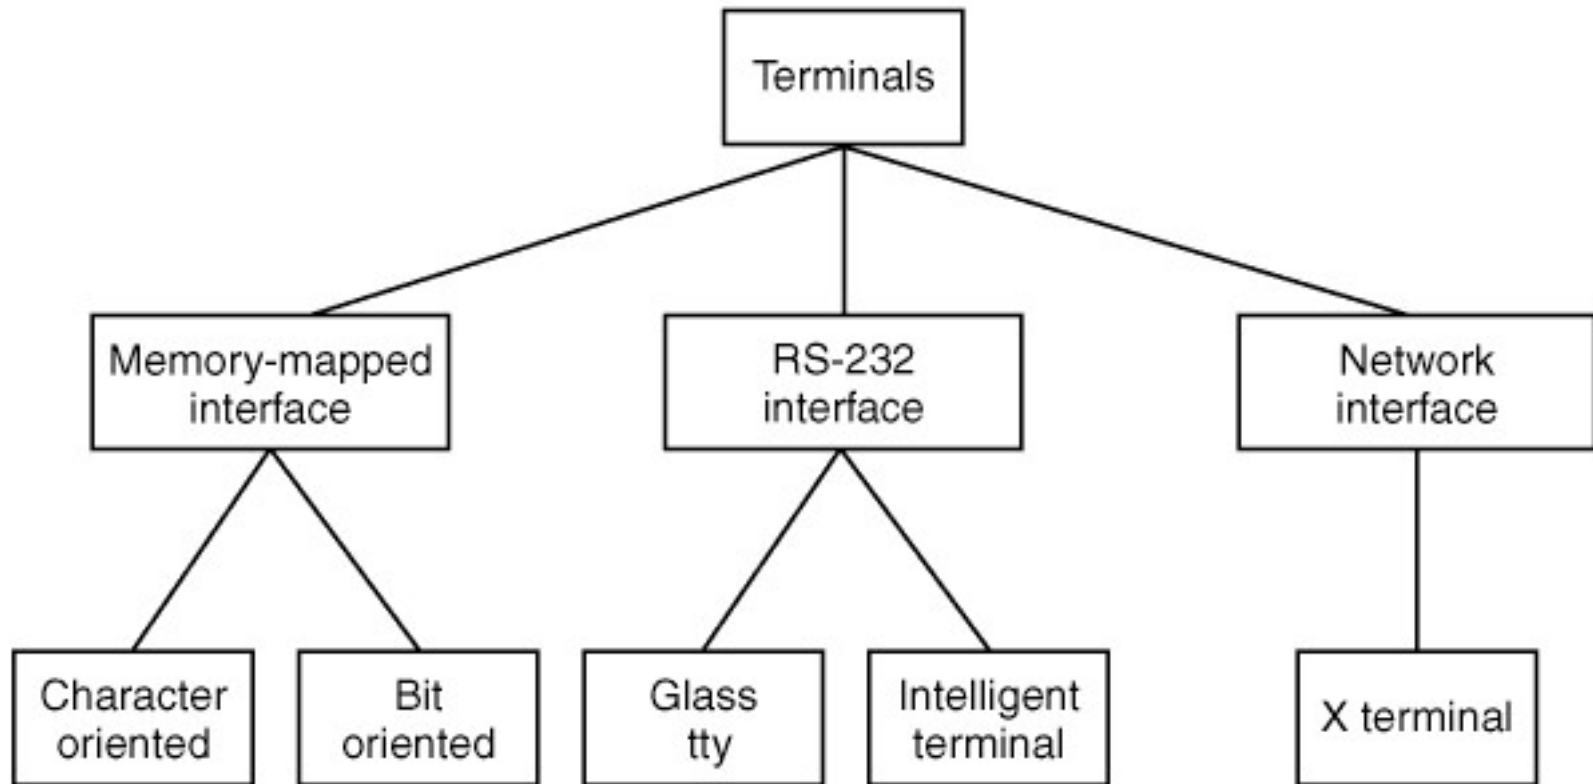 Terminals
Memory-mapped
interface
RS-232
interface
Network
interface
Character
oriented
Bit
oriented
Glass
tty
Intelligent
terminal
X terminal